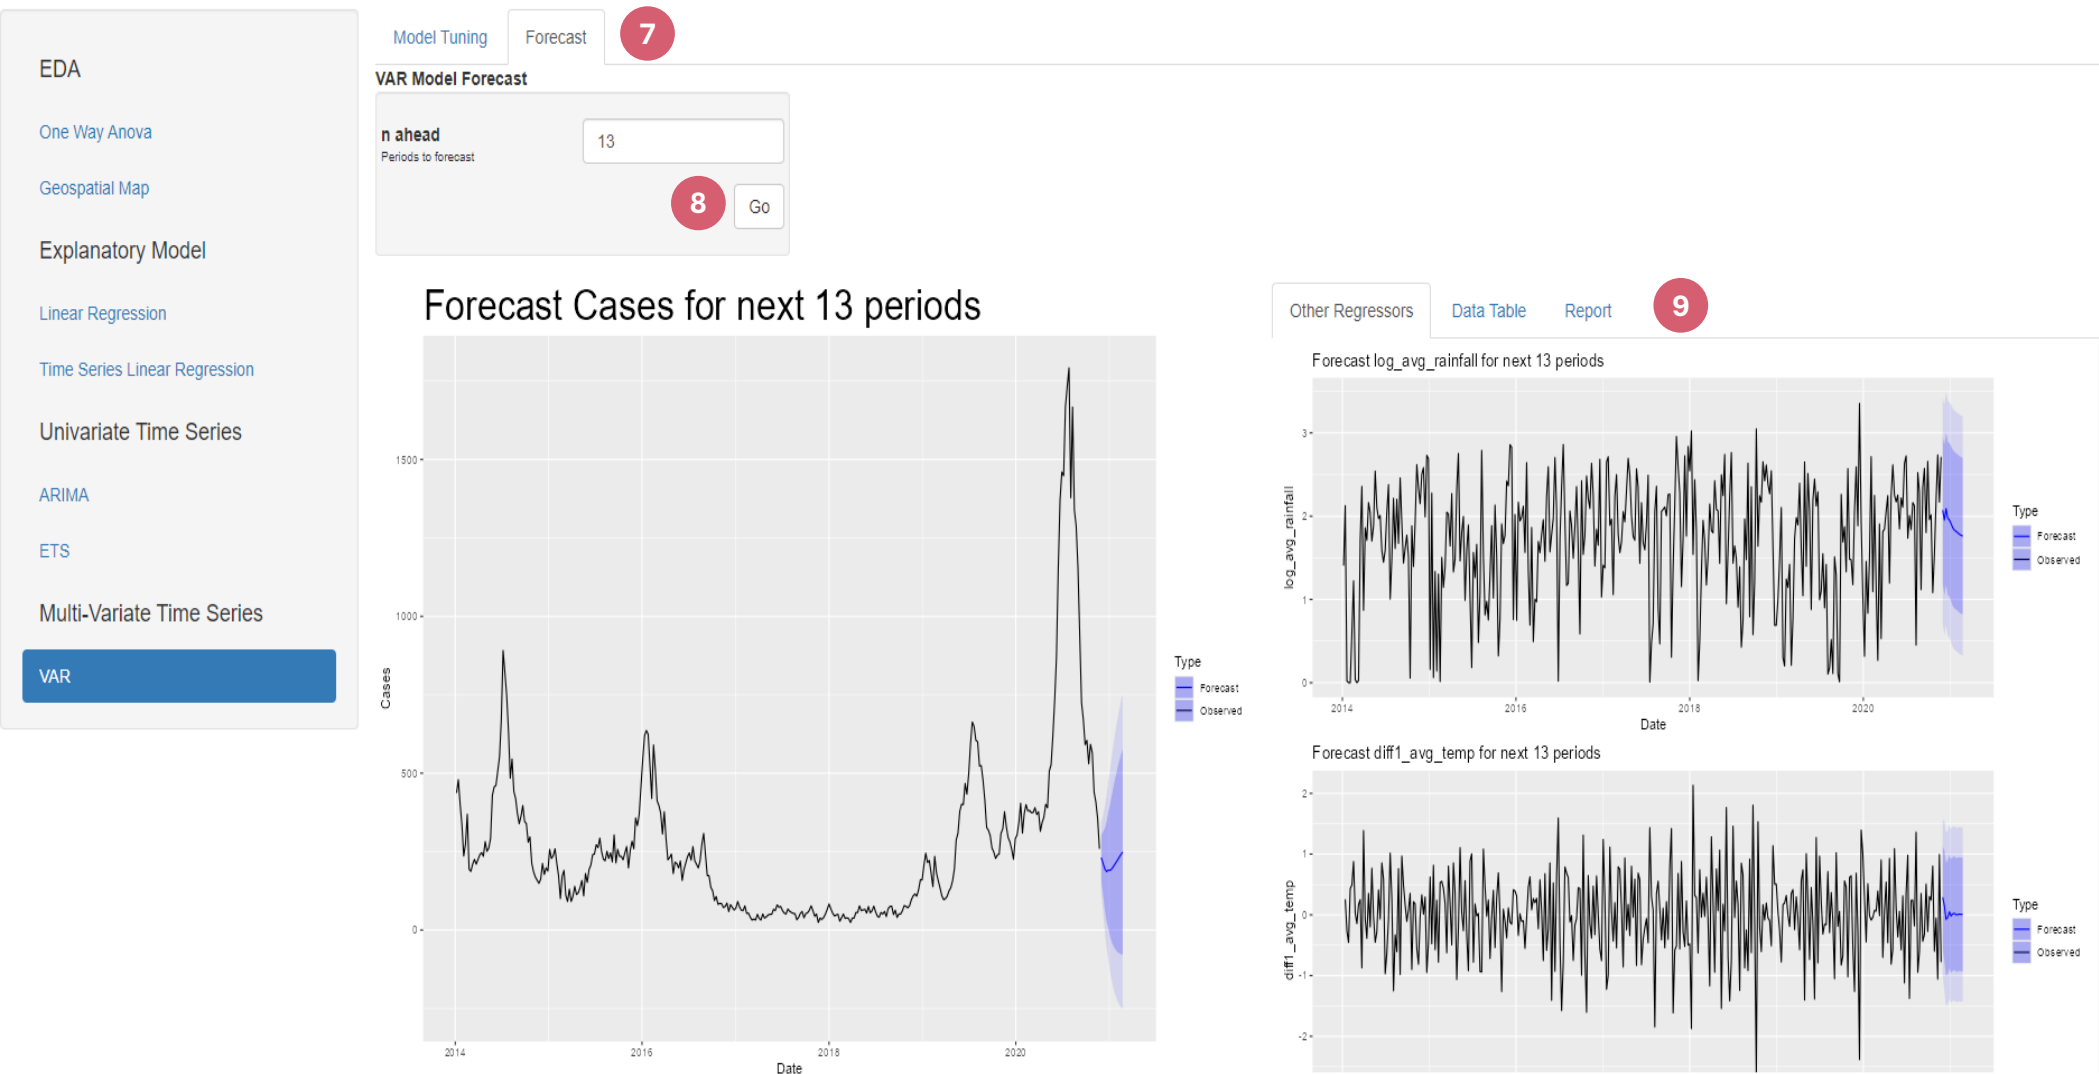 EDA
One Way Anova
Geospatial Map
Explanatory Model
Linear Regression
Time Series Linear Regression
Univariate Time Series
ARIMA
ETS
Multi-Variate Time Series
VAR
Model Tuning
Forecast
7
VAR Model Forecast
n ahead
Periods to forecast
13
8
Go
Forecast Cases for next 13 periods
1500
1000
500
0
Cases
2014
2016
2018
2020
Date
Type
Forecast
Observed
Other Regressors
Data Table
Report
9
Forecast log_avg_rainfall for next 13 periods
3
2
1
0
log_avg_rainfall
2014
2016
2018
2020
Date
Type
Forecast
Observed
Forecast diff1_avg_temp for next 13 periods
2
1
0
-1
-2
diff1_avg_temp
Type
Forecast
Observed